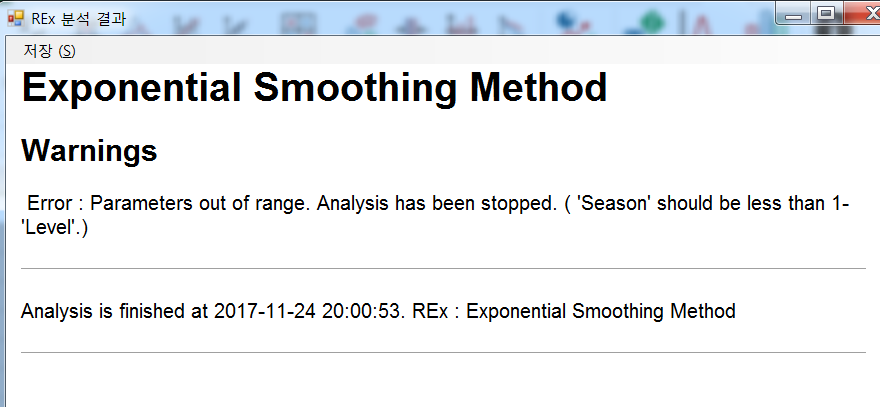 REx 분석 결과
저장 (S)
Exponential Smoothing Method
Warnings
Error : Parameters out of range. Analysis has been stopped. ( 'Season' should be less than 1-
'Level'.)
Analysis is finished at 2017-11-24 20:00:53. REx : Exponential Smoothing Method